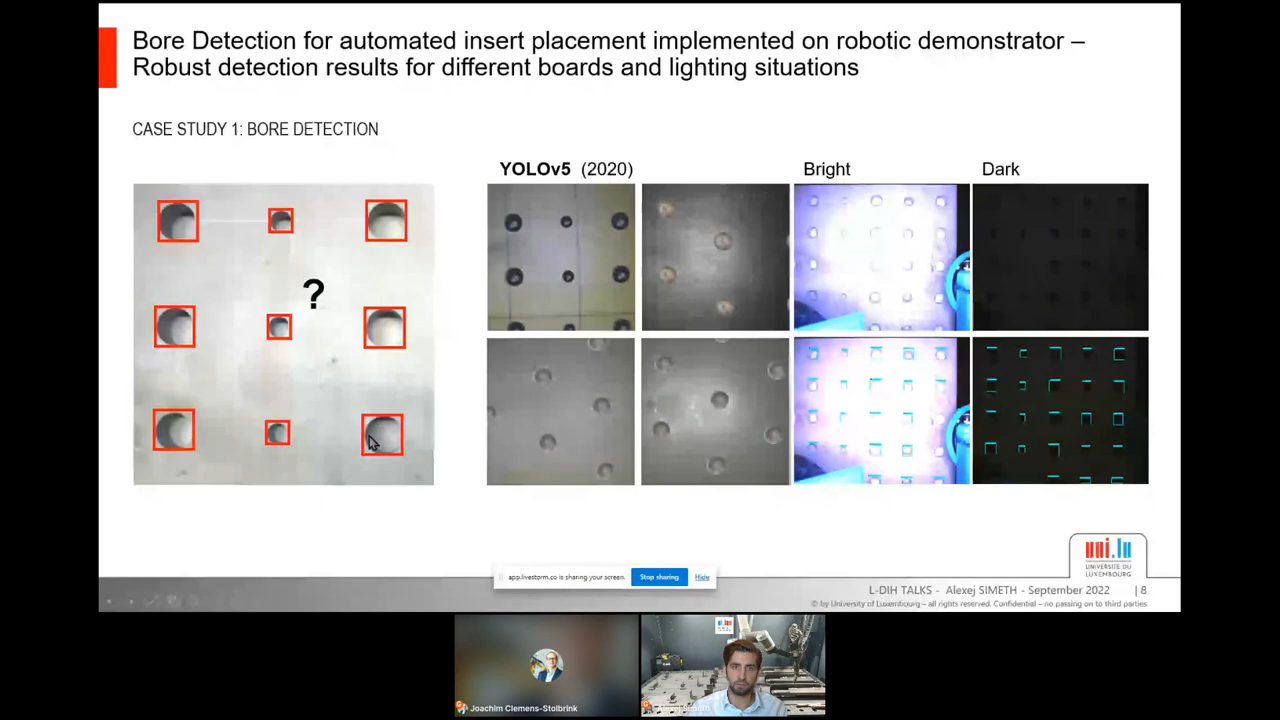 Bore Detection for automated insert placement implemented on robotic demonstrator –
Robust detection results for different boards and lighting situations
CASE STUDY 1: BORE DETECTION
YOLOv5 (2020)
Bright
Dark
?
uni.lu
UNIVERSITÉ DU
LUXEMBOURG
app.livestorm.co is sharing your screen.
Stop sharing
Hide
L-DIH TALKS - Alexej SIMETH - September 2022 | 8
© by University of Luxembourg – all rights reserved. Confidential – no passing on to third parties
Joachim Clemens-Stolbrink